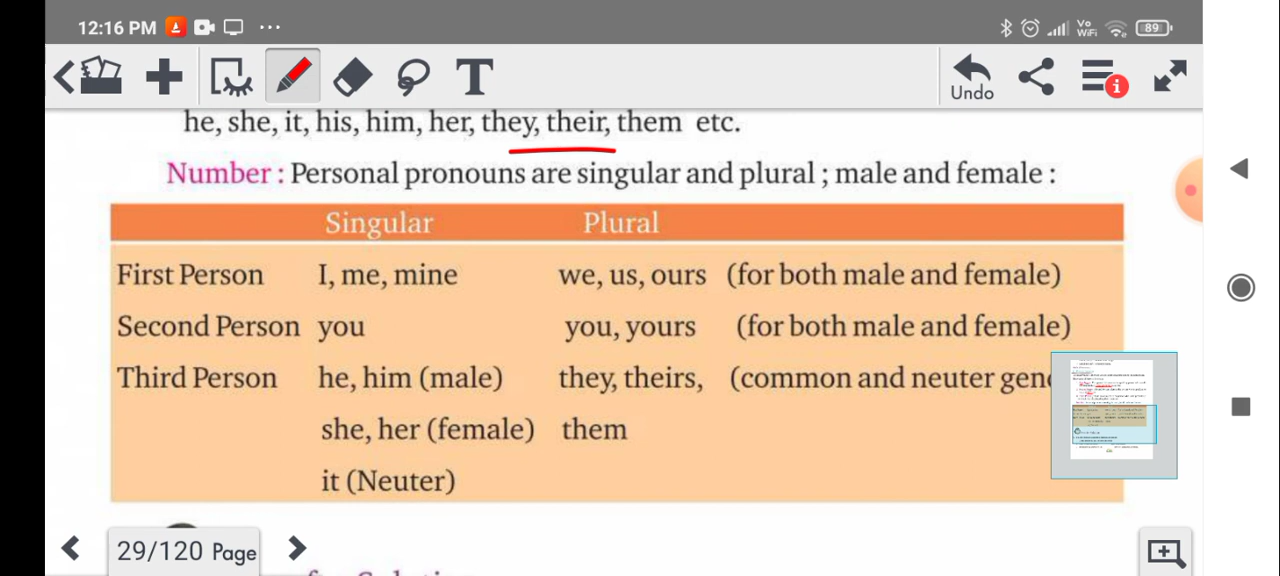 12:16 PM ... Vo WiFi 89
T Undo i
he, she, it, his, him, her, they, their, them etc.
Number : Personal pronouns are singular and plural ; male and female :
Singular Plural
First Person I, me, mine we, us, ours (for both male and female)
Second Person you you, yours (for both male and female)
Third Person he, him (male) they, theirs, (common and neuter gen
she, her (female) them
it (Neuter)
29/120 Page